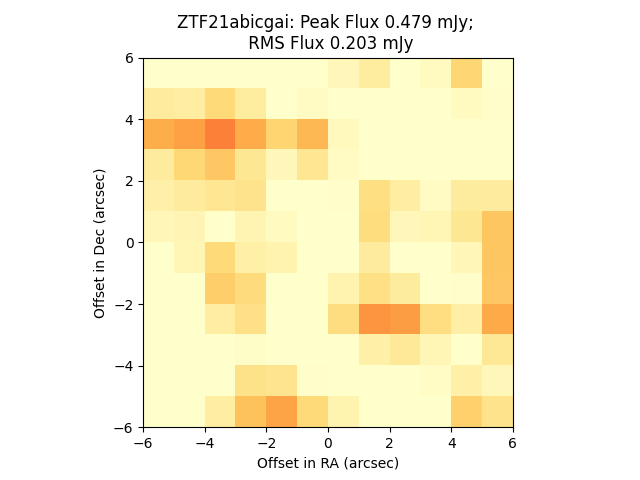 ZTF21abicgai: Peak Flux 0.479 mJy;
RMS Flux 0.203 mJy
6
4
2
0
−2
−4
−6
Offset in Dec (arcsec)
−6 −4 −2 0 2 4 6
Offset in RA (arcsec)